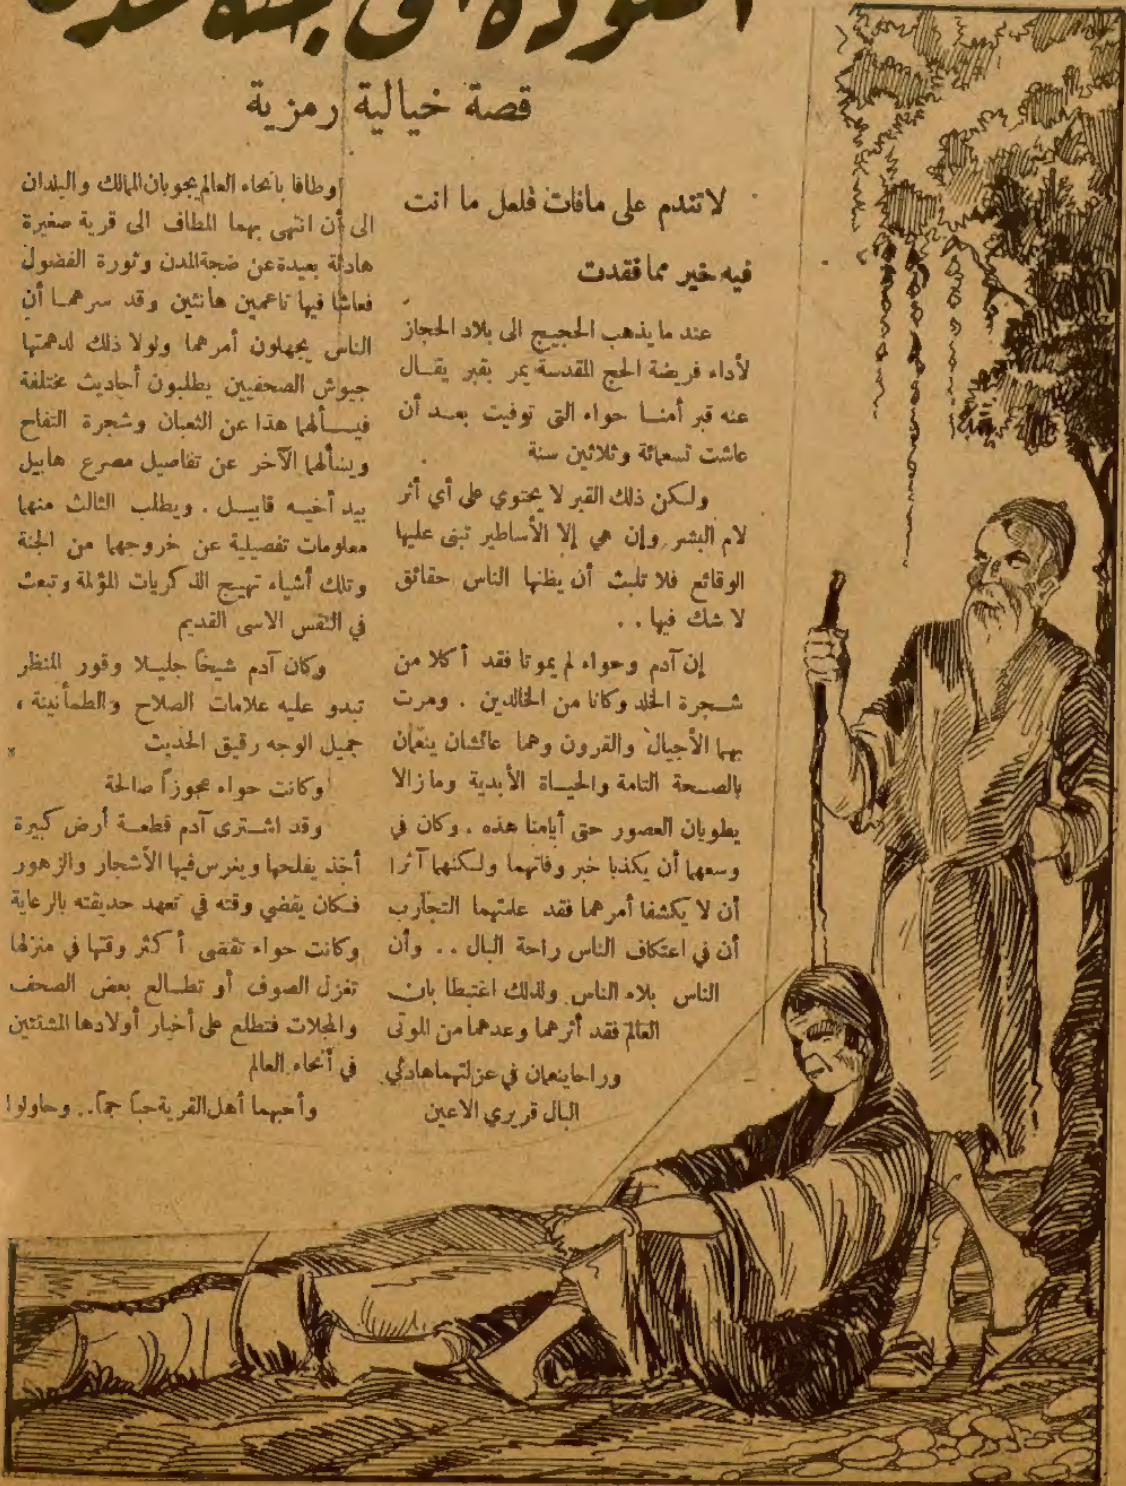 العودة الى جنة عدن
قصة خيالية رمزية
لا تندم على مافات فلعل ما انت
فيه خير مما فقدت
عند ما يذهب الحجيج الى بلاد الحجاز
لأداء فريضة الحج المقدسة يمر بقبر يقال
عنه قبر أمنا حواء التى توفيت بعد أن
عاشت تسعمائة وثلاثين سنة
ولكن ذلك القبر لا يحتوي على أي أثر
لام البشر وإن هي إلا الأساطير تبنى عليها
الوقائع فلا تلبث أن يظنها الناس حقائق
لا شك فيها . .
إن آدم وحواء لم يموتا فقد أكلا من
شجرة الخلد وكانا من الخالدين . ومرت
بهما الأجيال والقرون وهما عائشان ينعمان
بالصحة التامة والحياة الأبدية ومازالا
يطويان العصور حتى أيامنا هذه . وكان في
وسعهما أن يكذبا خبر وفاتهما ولكنهما آثرا
أن لا يكشفا أمرهما فقد علمتهما التجارب
أن في اعتكاف الناس راحة البال .. وأن
الناس بلاء الناس. ولذلك اغتبطا بان
العالم فقد أثرهما وعدهما من الموتى
وراحا ينعمان في عزلتهما هادئي
البال قريري الاعين
وطافا بأنحاء العالم يجوبان الممالك والبلدان
الى أن انتهى بهما المطاف الى قرية صغيرة
هادئة بعيدة عن ضجة المدن وثورة الفضول
فعاشا فيها ناعمين هانئين وقد سرهما أن
الناس يجهلون أمرهما ولولا ذلك لدهمتها
جيوش الصحفيين يطلبون أحاديث مختلفة
فيسألهما هذا عن الثعبان وشجرة التفاح
ويسألهما الآخر عن تفاصيل مصرع هابيل
بيد أخيه قابيل . ويطلب الثالث منهما
معلومات تفصيلية عن خروجهما من الجنة
وتلك أشياء تهيج الذكريات المؤلمة وتبعث
في النفس الاسى القديم
وكان آدم شيخاً جليلا وقور المنظر
تبدو عليه علامات الصلاح والطمأنينة ،
جميل الوجه رقيق الحديث
وكانت حواء عجوزاً صالحة
وقد اشترى آدم قطعة أرض كبيرة
أخذ يفلحها ويغرس فيها الأشجار والزهور
فكان يقضي وقته في تعهد حديقته بالرعاية
وكانت حواء تقضى أكثر وقتها في منزلها
تغزل الصوف أو تطالع بعض الصحف
والمجلات فتطلع على أخبار أولادها المشتتين
في أنحاء العالم
وأحبهما أهل القرية حباً جماً.. وحاولوا